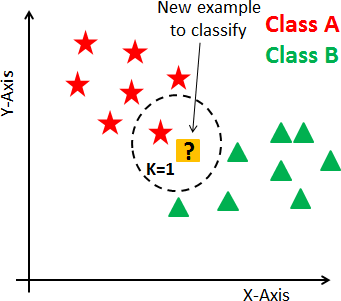 New example
to classify
Class A
Class B
Y-Axis
?
K=1
X-Axis